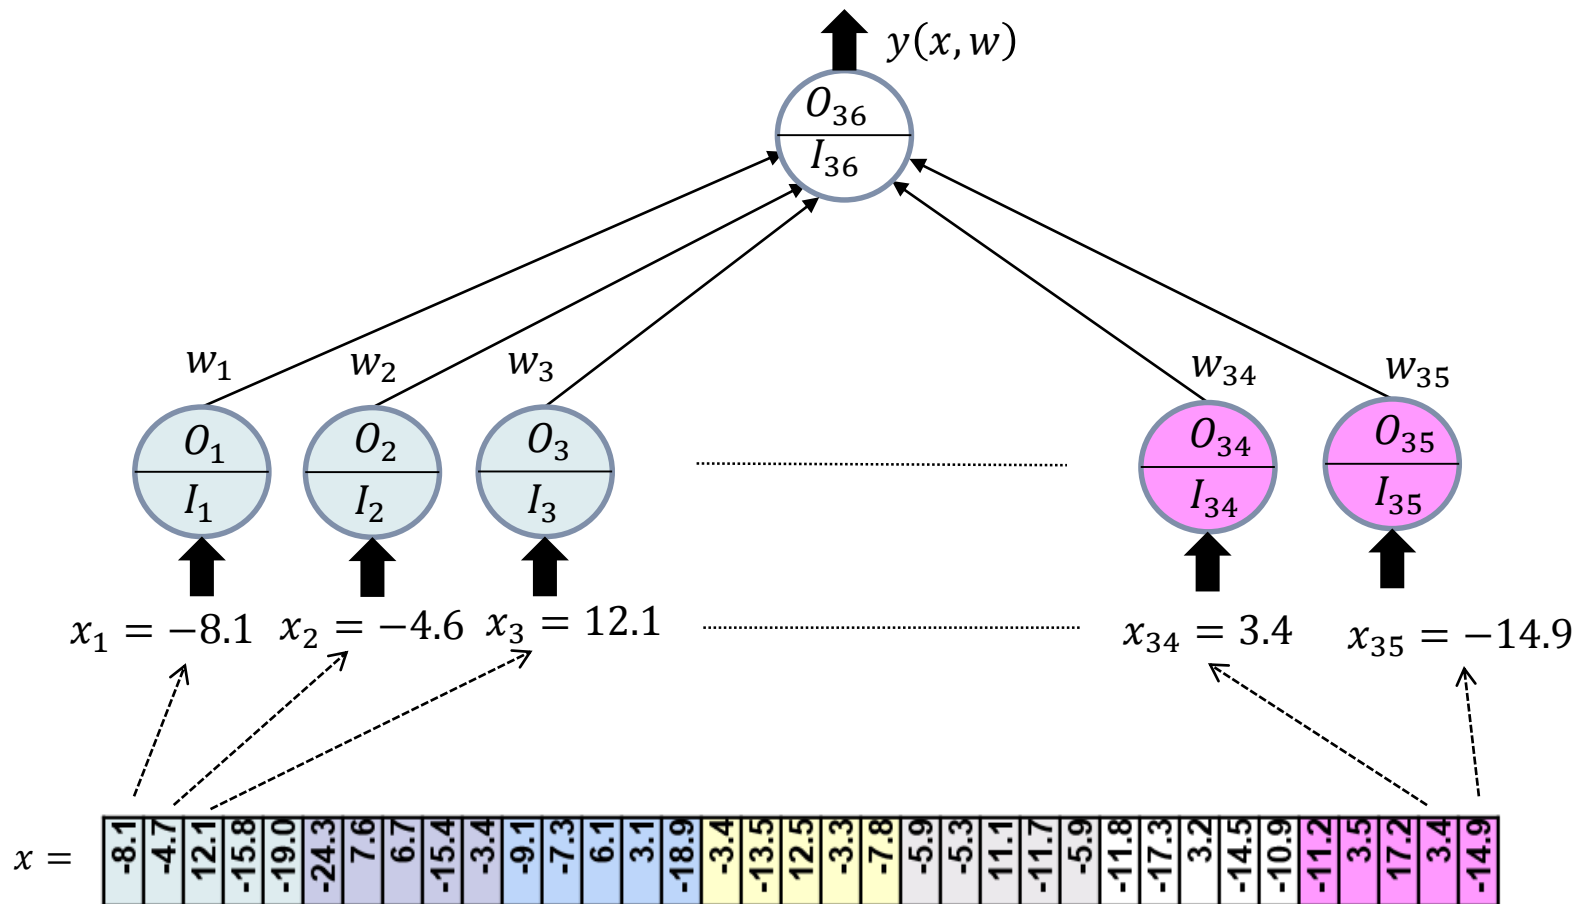 y(x, w)
O₃₆
I₃₆
w₁ w₂ w₃ w₃₄ w₃₅
O₁ O₂ O₃ O₃₄ O₃₅
I₁ I₂ I₃ I₃₄ I₃₅
x₁ = −8.1 x₂ = −4.6 x₃ = 12.1 x₃₄ = 3.4 x₃₅ = −14.9
x = -8.1 -4.7 12.1 -15.8 -19.0 -24.3 7.6 6.7 -15.4 -3.4 -9.1 -7.3 6.1 3.1 -18.9 -3.4 -13.5 12.5 -3.3 -7.8 -5.9 -5.3 11.1 -11.7 -5.9 -11.8 -17.3 3.2 -14.5 -10.9 -11.2 3.5 17.2 3.4 -14.9